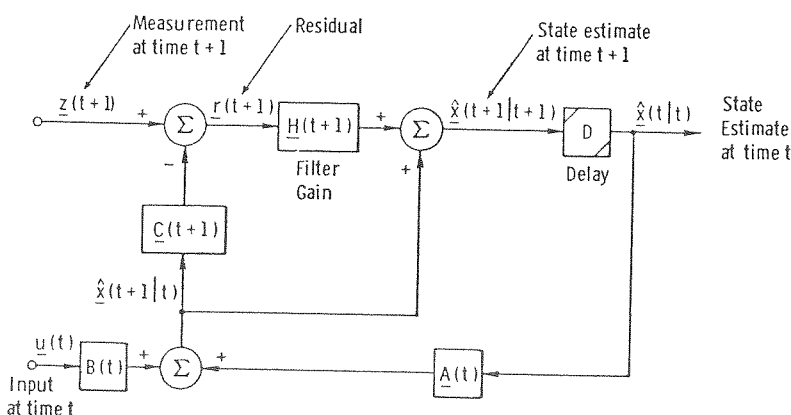 Measurement
at time t + 1
Residual
State estimate
at time t + 1
z(t+1)
+
Σ
r(t+1)
H(t+1)
+
Σ
x̂(t+1|t+1)
D
x̂(t|t)
State
Estimate
at time t
−
+
Filter
Gain
Delay
C(t+1)
x̂(t+1|t)
u(t)
B(t)
+
Σ
+
A(t)
Input
at time t